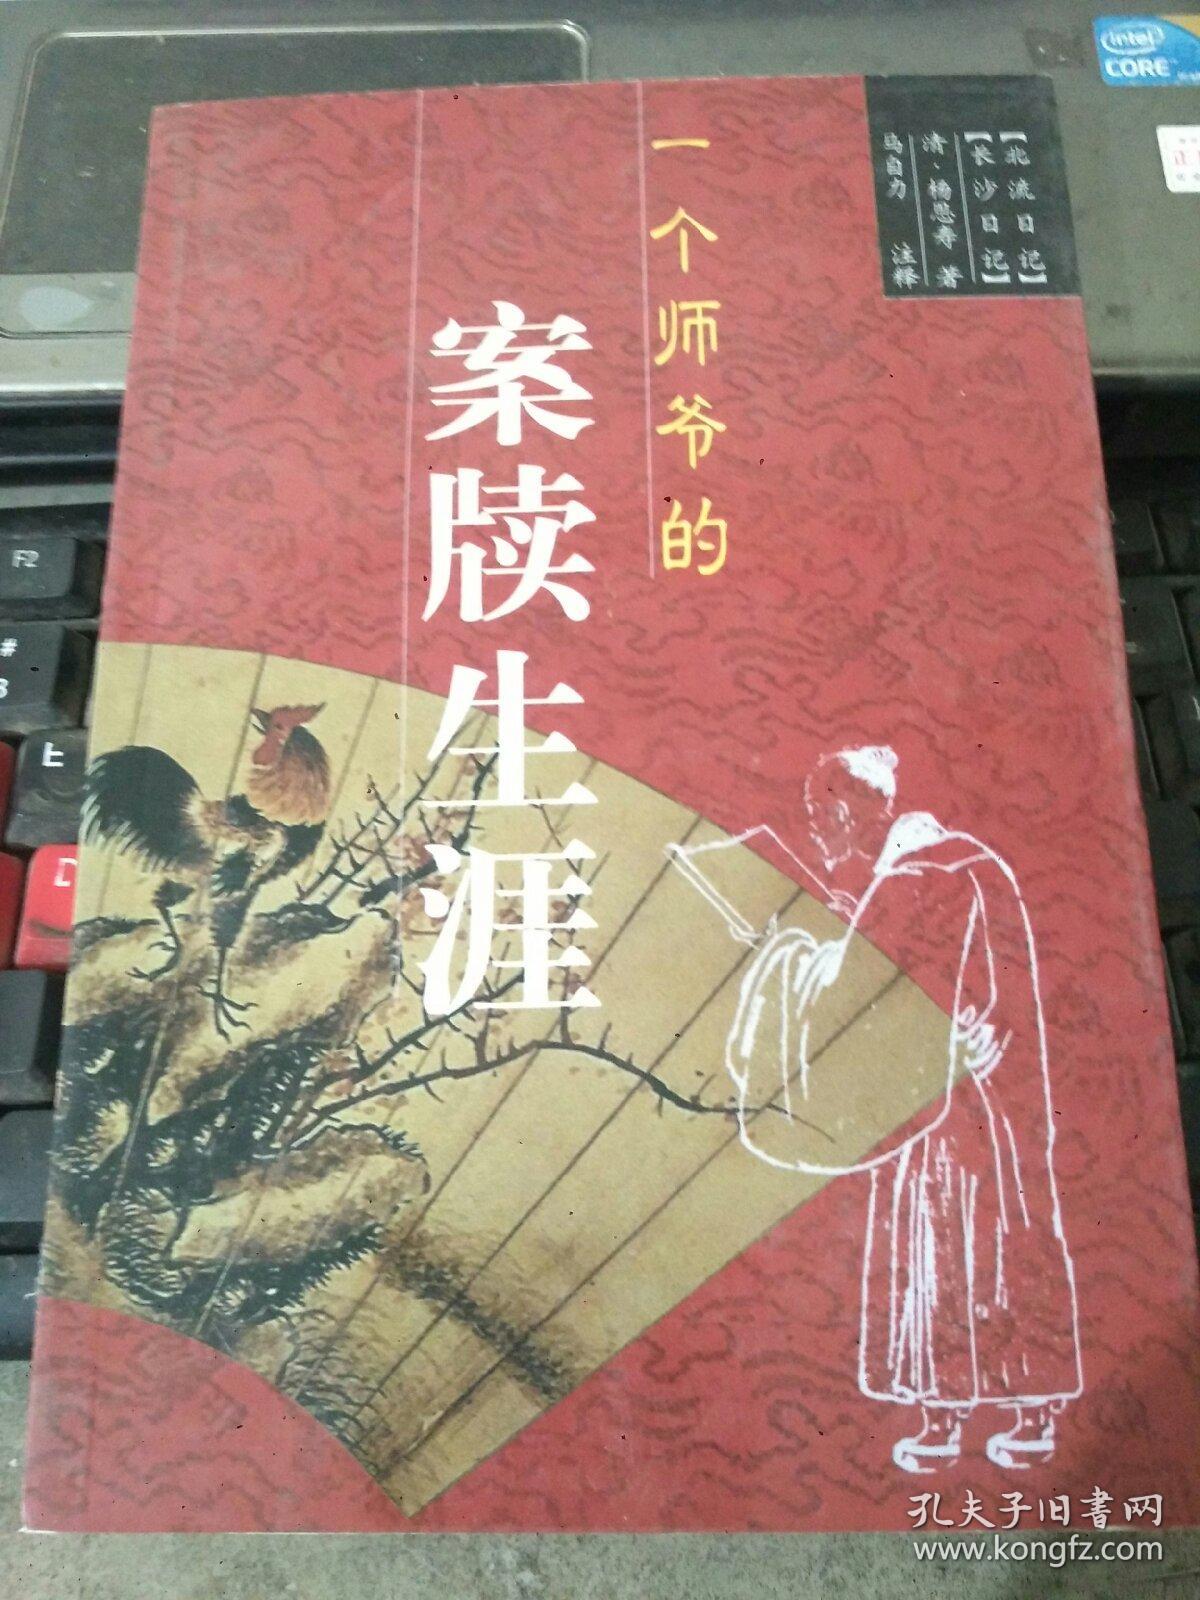 一个师爷的
案牍生涯
【北流日记】
【长沙日记】
清·杨恩寿 著
马自力 注释
intel
CORE
F2
#
3
孔夫子旧书网
www.kongfz.com